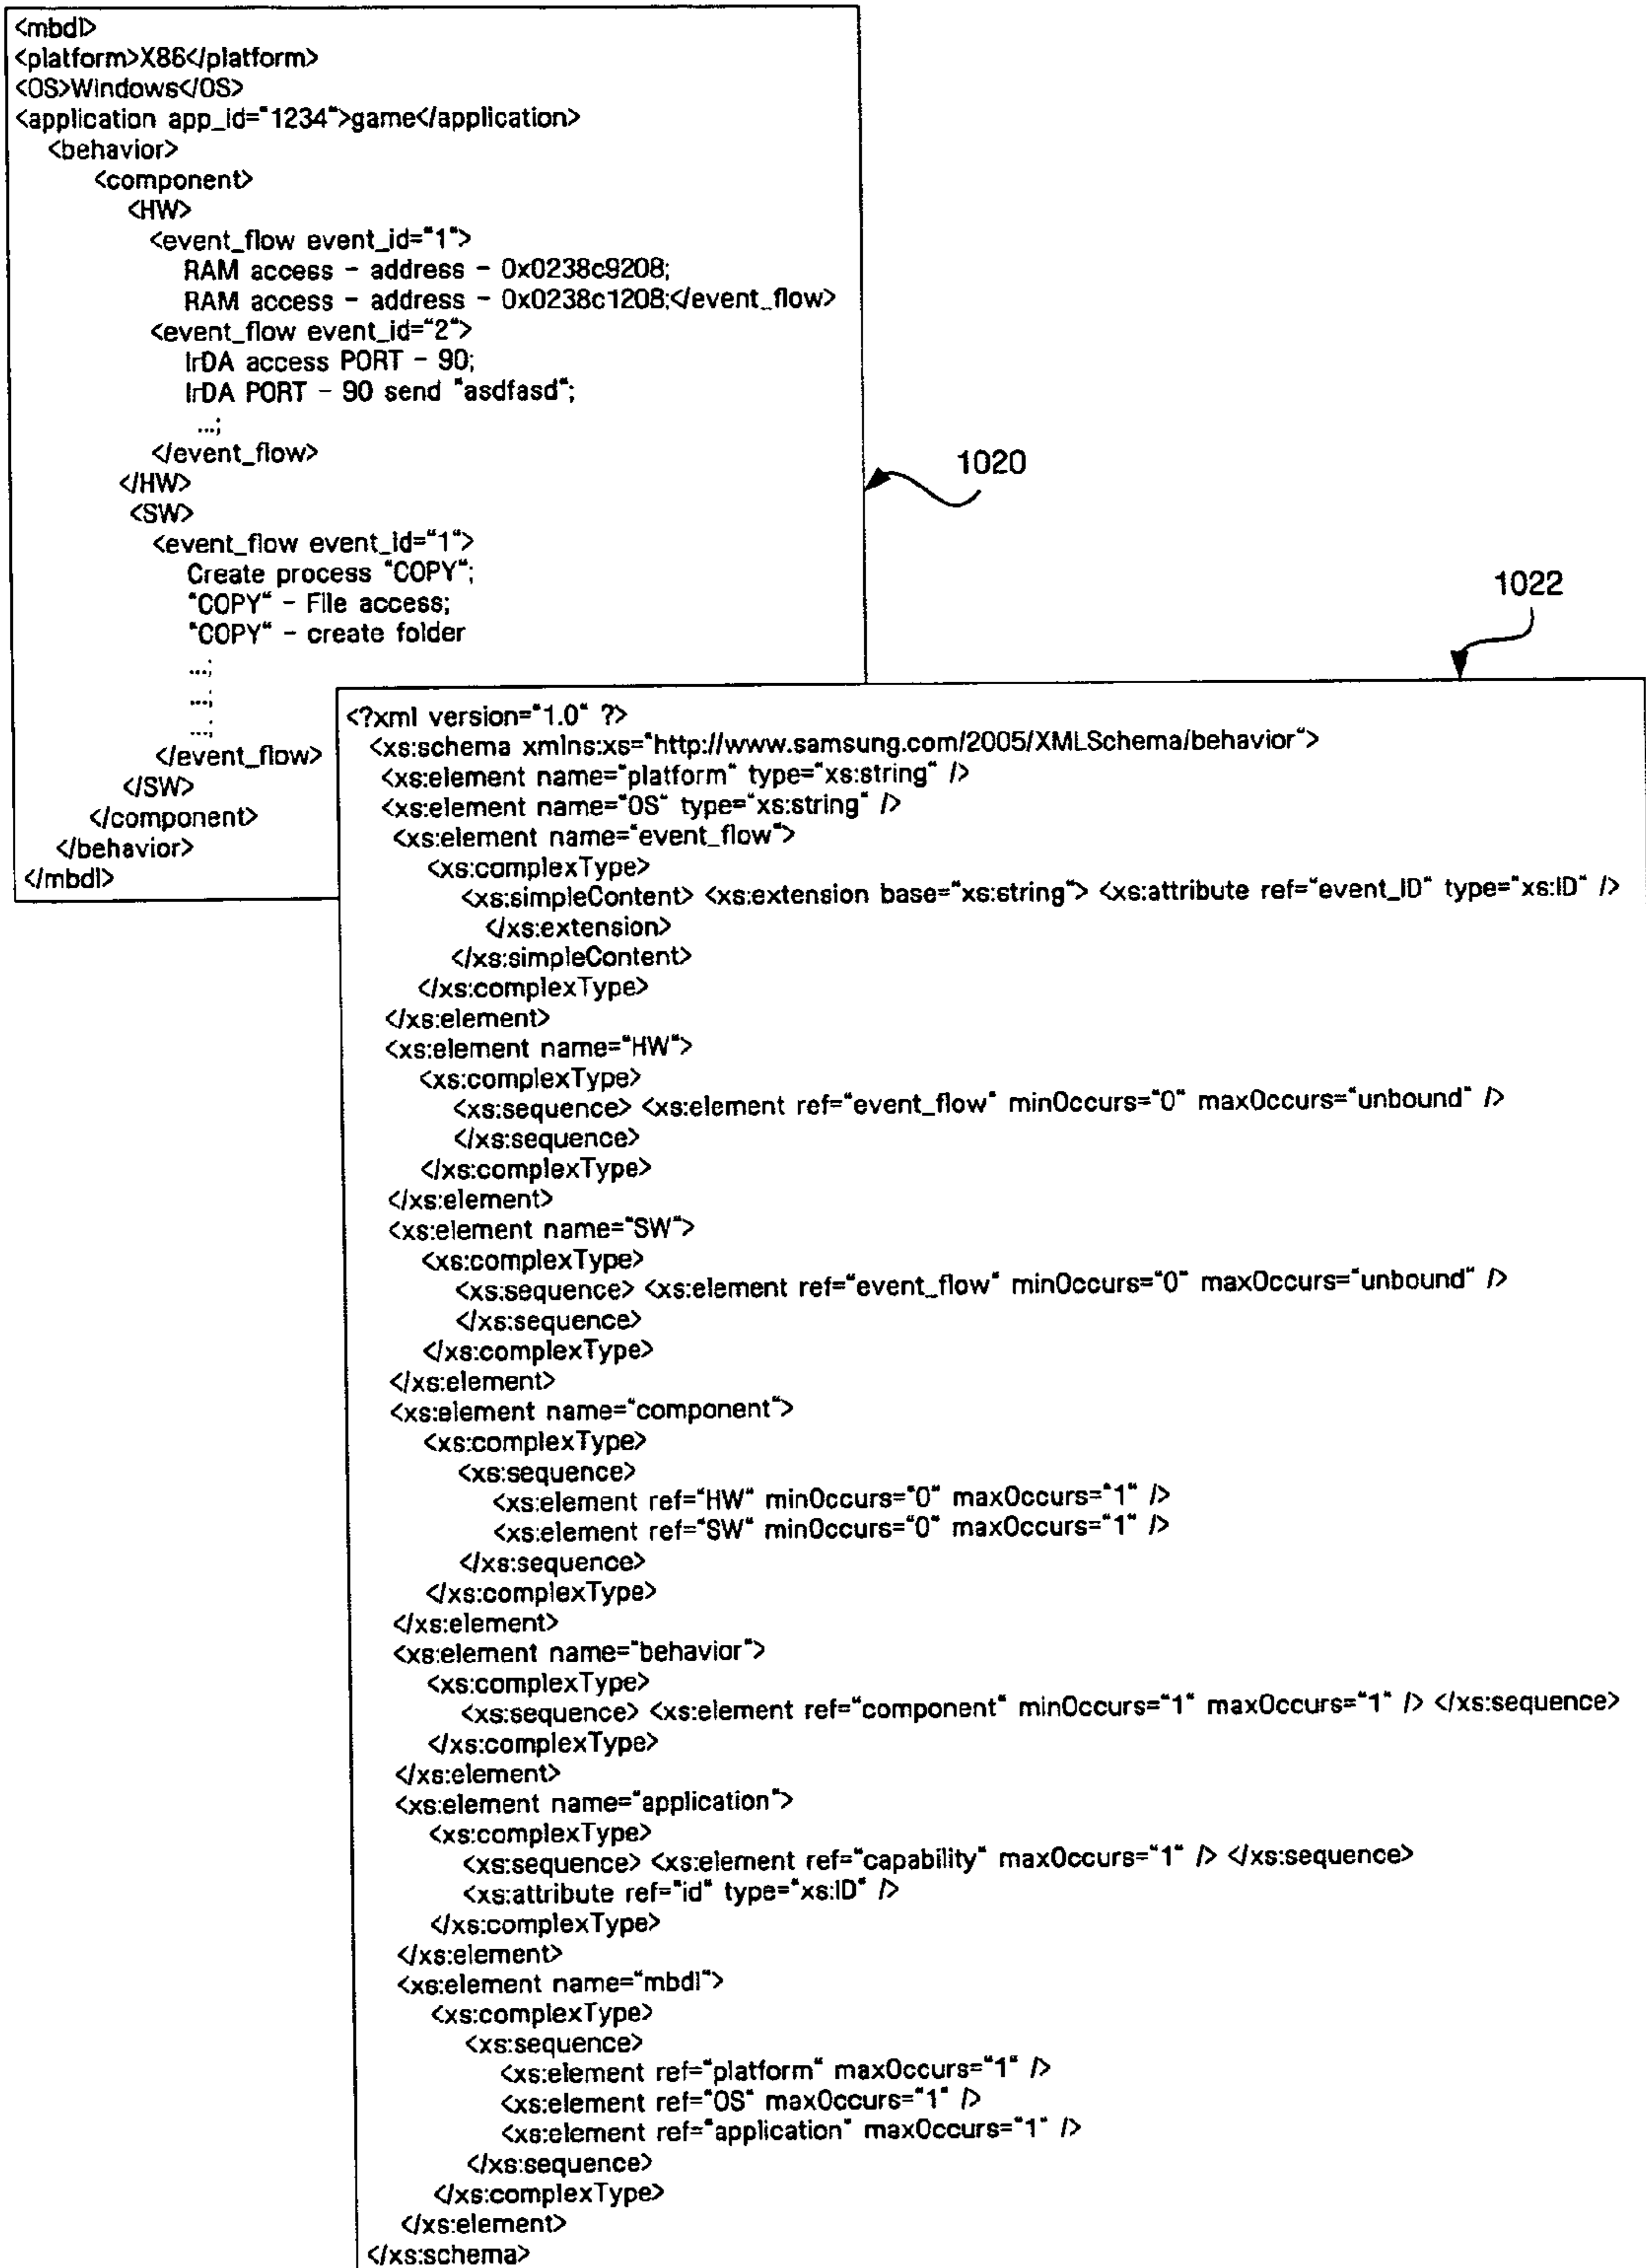 <mbdl>
<platform>X86</platform>
<OS>Windows</OS>
<application app_id="1234">game</application>
<behavior>
<component>
<HW>
<event_flow event_id="1">
RAM access - address - 0x0238c9208;
RAM access - address - 0x0238c1208;</event_flow>
<event_flow event_id="2">
IrDA access PORT - 90;
IrDA PORT - 90 send "asdfasd";
...;
</event_flow>
</HW>
<SW>
<event_flow event_id="1">
Create process "COPY";
"COPY" - File access;
"COPY" - create folder
...;
...;
...;
</event_flow>
</SW>
</component>
</behavior>
</mbdl>
1020
1022
<?xml version="1.0" ?>
<xs:schema xmlns:xs="http://www.samsung.com/2005/XMLSchema/behavior">
<xs:element name="platform" type="xs:string" />
<xs:element name="OS" type="xs:string" />
<xs:element name="event_flow">
<xs:complexType>
<xs:simpleContent> <xs:extension base="xs:string"> <xs:attribute ref="event_ID" type="xs:ID" />
</xs:extension>
</xs:simpleContent>
</xs:complexType>
</xs:element>
<xs:element name="HW">
<xs:complexType>
<xs:sequence> <xs:element ref="event_flow" minOccurs="0" maxOccurs="unbound" />
</xs:sequence>
</xs:complexType>
</xs:element>
<xs:element name="SW">
<xs:complexType>
<xs:sequence> <xs:element ref="event_flow" minOccurs="0" maxOccurs="unbound" />
</xs:sequence>
</xs:complexType>
</xs:element>
<xs:element name="component">
<xs:complexType>
<xs:sequence>
<xs:element ref="HW" minOccurs="0" maxOccurs="1" />
<xs:element ref="SW" minOccurs="0" maxOccurs="1" />
</xs:sequence>
</xs:complexType>
</xs:element>
<xs:element name="behavior">
<xs:complexType>
<xs:sequence> <xs:element ref="component" minOccurs="1" maxOccurs="1" /> </xs:sequence>
</xs:complexType>
</xs:element>
<xs:element name="application">
<xs:complexType>
<xs:sequence> <xs:element ref="capability" maxOccurs="1" /> </xs:sequence>
<xs:attribute ref="id" type="xs:ID" />
</xs:complexType>
</xs:element>
<xs:element name="mbdl">
<xs:complexType>
<xs:sequence>
<xs:element ref="platform" maxOccurs="1" />
<xs:element ref="OS" maxOccurs="1" />
<xs:element ref="application" maxOccurs="1" />
</xs:sequence>
</xs:complexType>
</xs:element>
</xs:schema>